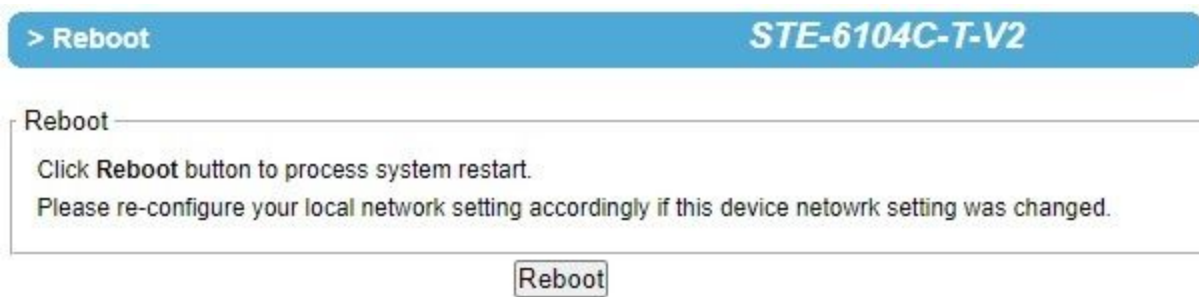 > Reboot
STE-6104C-T-V2
Reboot
Click Reboot button to process system restart.
Please re-configure your local network setting accordingly if this device netowrk setting was changed.
Reboot